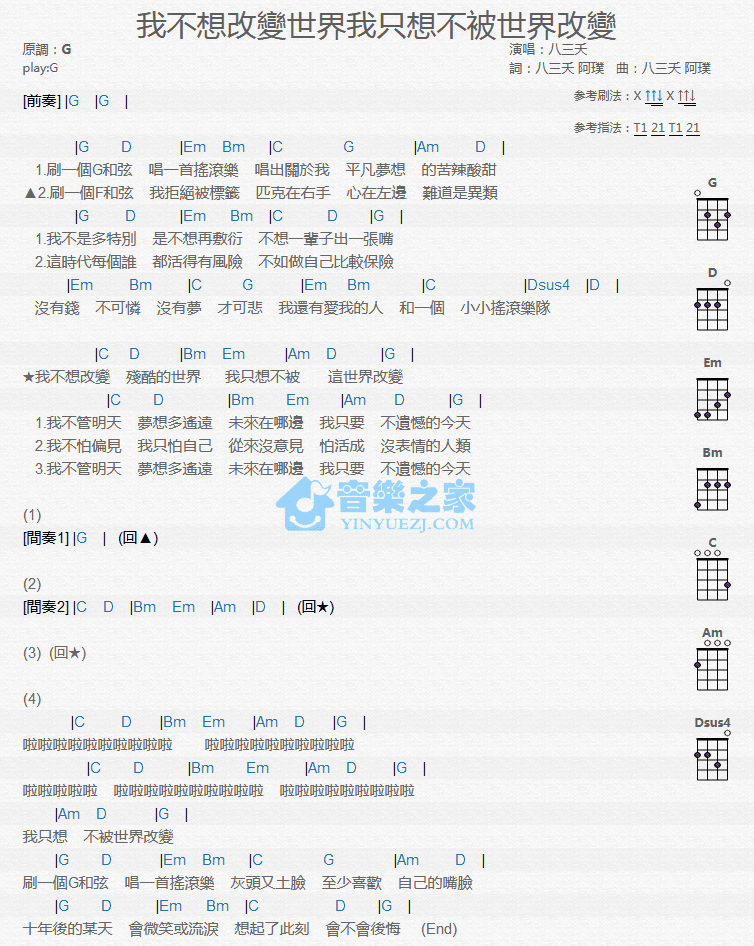 我不想改變世界我只想不被世界改變
原調：G
演唱：八三夭
play:G
詞：八三夭 阿璞 曲：八三夭 阿璞
參考刷法：X ↑↑↓ X ↑↑↓
[前奏] |G |G |
參考指法：T1 21 T1 21
|G D |Em Bm |C G |Am D |
1.刷一個G和弦 唱一首搖滾樂 唱出關於我 平凡夢想 的苦辣酸甜
▲2.刷一個F和弦 我拒絕被標籤 匹克在右手 心在左邊 難道是異類
|G D |Em Bm |C D |G |
1.我不是多特別 是不想再敷衍 不想一輩子出一張嘴
2.這時代每個誰 都活得有風險 不如做自己比較保險
|Em Bm |C G |Em Bm |C |Dsus4 |D |
沒有錢 不可憐 沒有夢 才可悲 我還有愛我的人 和一個 小小搖滾樂隊
|C D |Bm Em |Am D |G |
★我不想改變 殘酷的世界 我只想不被 這世界改變
|C D |Bm Em |Am D |G |
1.我不管明天 夢想多遙遠 未來在哪邊 我只要 不遺憾的今天
2.我不怕偏見 我只怕自己 從來沒意見 怕活成 沒表情的人類
3.我不管明天 夢想多遙遠 未來在哪邊 我只要 不遺憾的今天
(1)
[間奏1] |G | (回▲)
(2)
[間奏2] |C D |Bm Em |Am |D | (回★)
(3) (回★)
(4)
|C D |Bm Em |Am D |G |
啦啦啦啦啦啦啦啦啦啦 啦啦啦啦啦啦啦啦啦啦
|C D |Bm Em |Am D |G |
啦啦啦啦啦 啦啦啦啦啦啦啦啦啦啦 啦啦啦啦啦啦啦啦啦
|Am D |G |
我只想 不被世界改變
|G D |Em Bm |C G |Am D |
刷一個G和弦 唱一首搖滾樂 灰頭又土臉 至少喜歡 自己的嘴臉
|G D |Em Bm |C D |G |
十年後的某天 會微笑或流淚 想起了此刻 會不會後悔 (End)
G
D
Em
Bm
C
Am
Dsus4
音樂之家
YINYUEZJ.COM